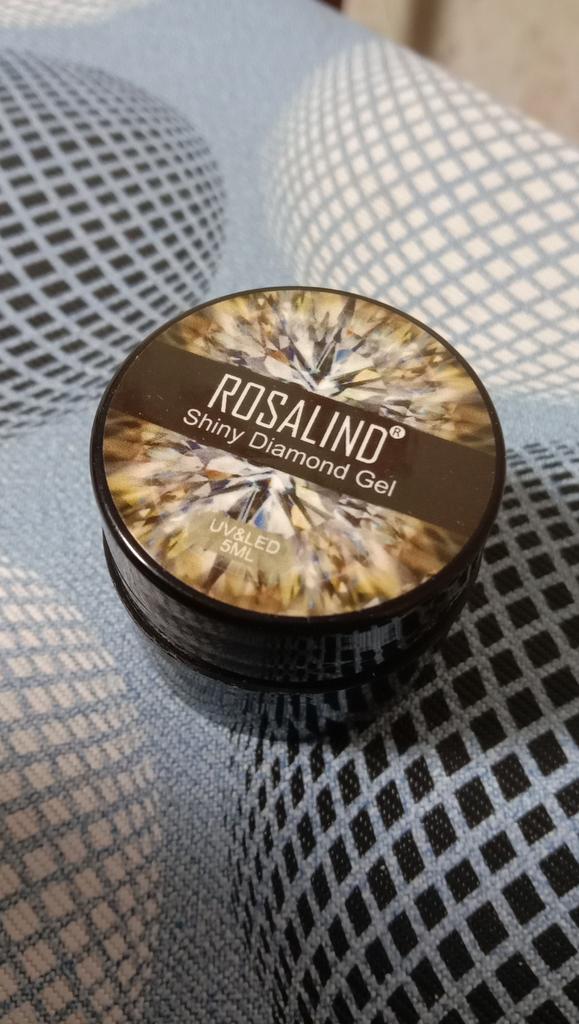 ROSALIND®
Shiny Diamond Gel
UV&LED
5ML